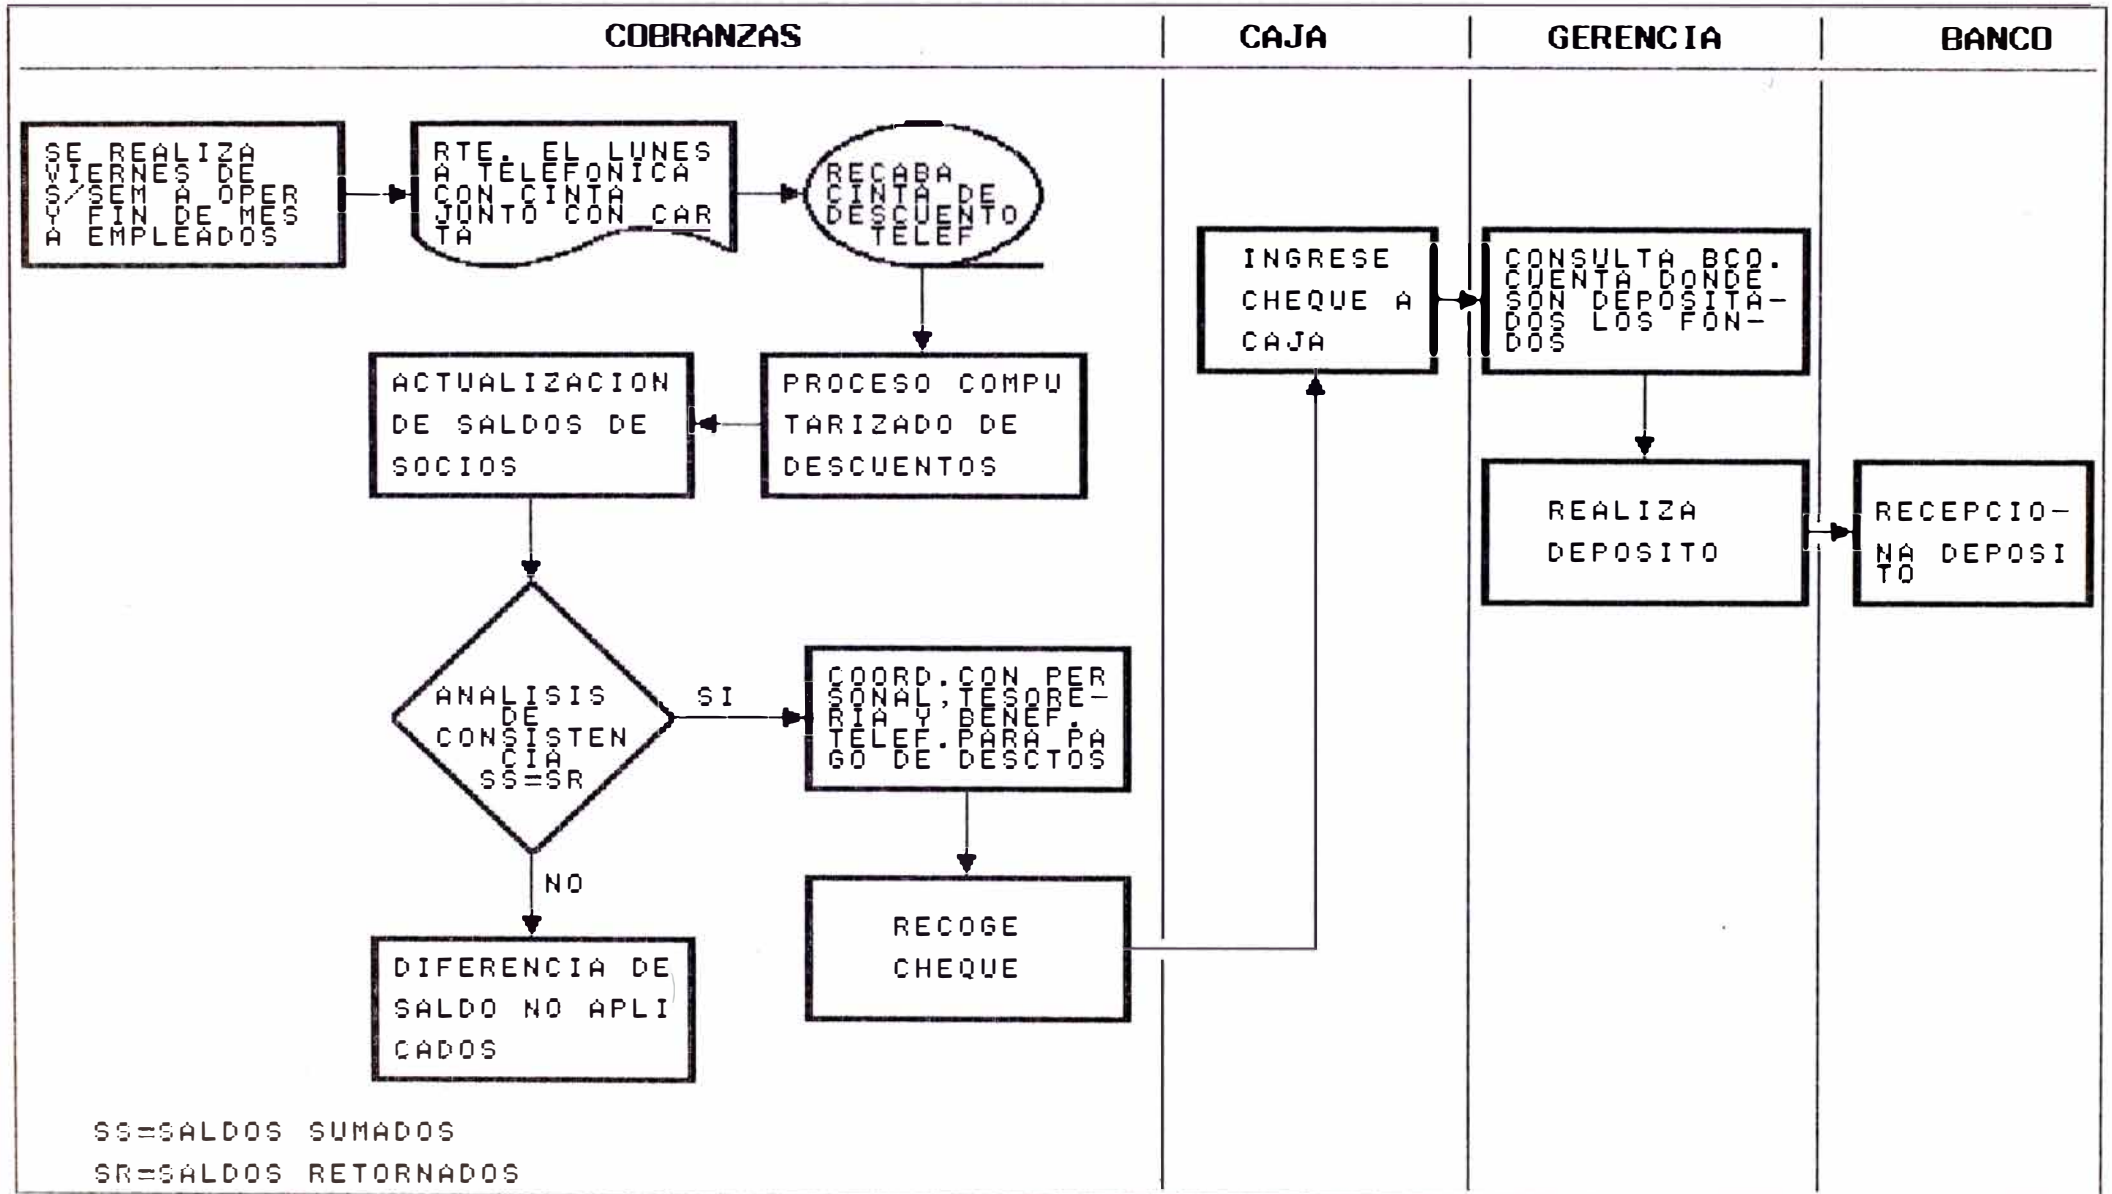 COBRANZAS
CAJA
GERENCIA
BANCO
SE REALIZA
VIERNES DE
S/SEM A OPER
Y FIN DE MES
A EMPLEADOS
RTE. EL LUNES
A TELEFONICA
CON CINTA
JUNTO CON CAR
TA
RECABA
CINTA DE
DESCUENTO
TELEF
INGRESE
CHEQUE A
CAJA
CONSULTA BCO.
CUENTA DONDE
SON DEPOSITA-
DOS LOS FON-
DOS
ACTUALIZACION
DE SALDOS DE
SOCIOS
PROCESO COMPU
TARIZADO DE
DESCUENTOS
REALIZA
DEPOSITO
RECEPCIO-
NA DEPOSI
TO
ANALISIS
DE
CONSISTEN
CIA
SS=SR
SI
COORD.CON PER
SONAL,TESORE-
RIA Y BENEF.
TELEF.PARA PA
GO DE DESCTOS
NO
RECOGE
CHEQUE
DIFERENCIA DE
SALDO NO APLI
CADOS
SS=SALDOS SUMADOS
SR=SALDOS RETORNADOS